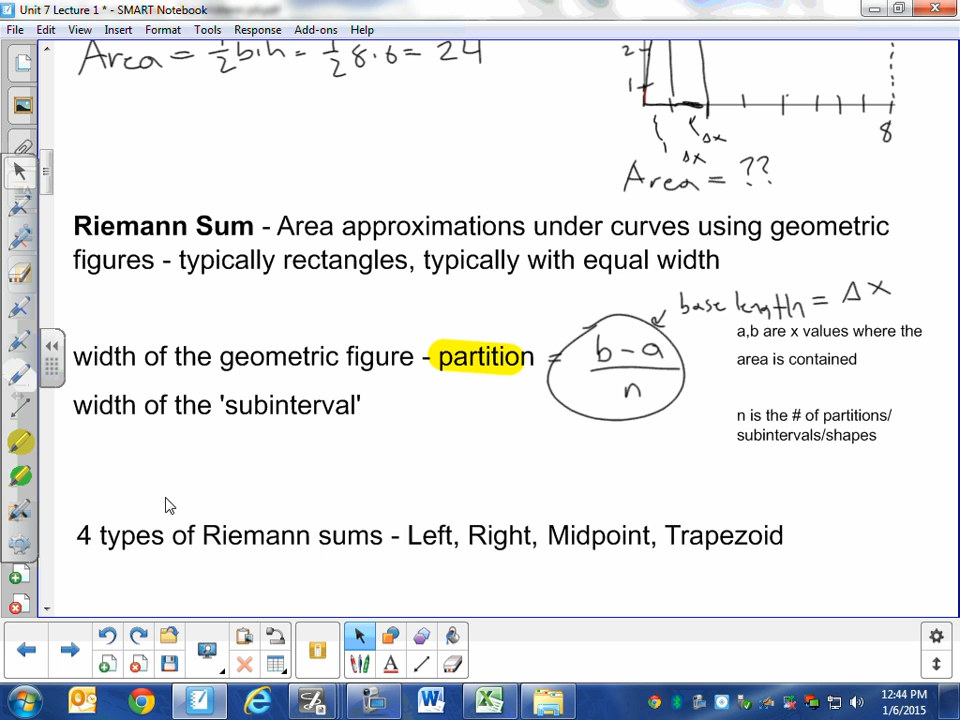 Unit 7 Lecture 1 * - SMART Notebook
File Edit View Insert Format Tools Response Add-ons Help
Area = 1/2 b·h = 1/2 8·6 = 24
2
1
8
Δx
Δx
Area = ??
Riemann Sum - Area approximations under curves using geometric
figures - typically rectangles, typically with equal width
base length = Δx
a,b are x values where the
area is contained
width of the geometric figure - partition = b-a
n
width of the 'subinterval'
n is the # of partitions/
subintervals/shapes
4 types of Riemann sums - Left, Right, Midpoint, Trapezoid
12:44 PM
1/6/2015